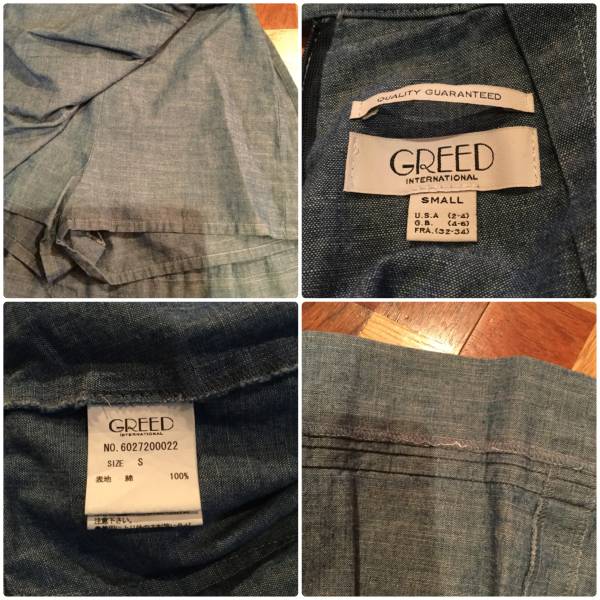 QUALITY GUARANTEED
GREED
INTERNATIONAL
SMALL
U.S.A (2-4)
G.B. (4-6)
FRA.(32-34)
GREED
INTERNATIONAL
NO.6027200022
SIZE S
表地 綿 100%
注意下さい。